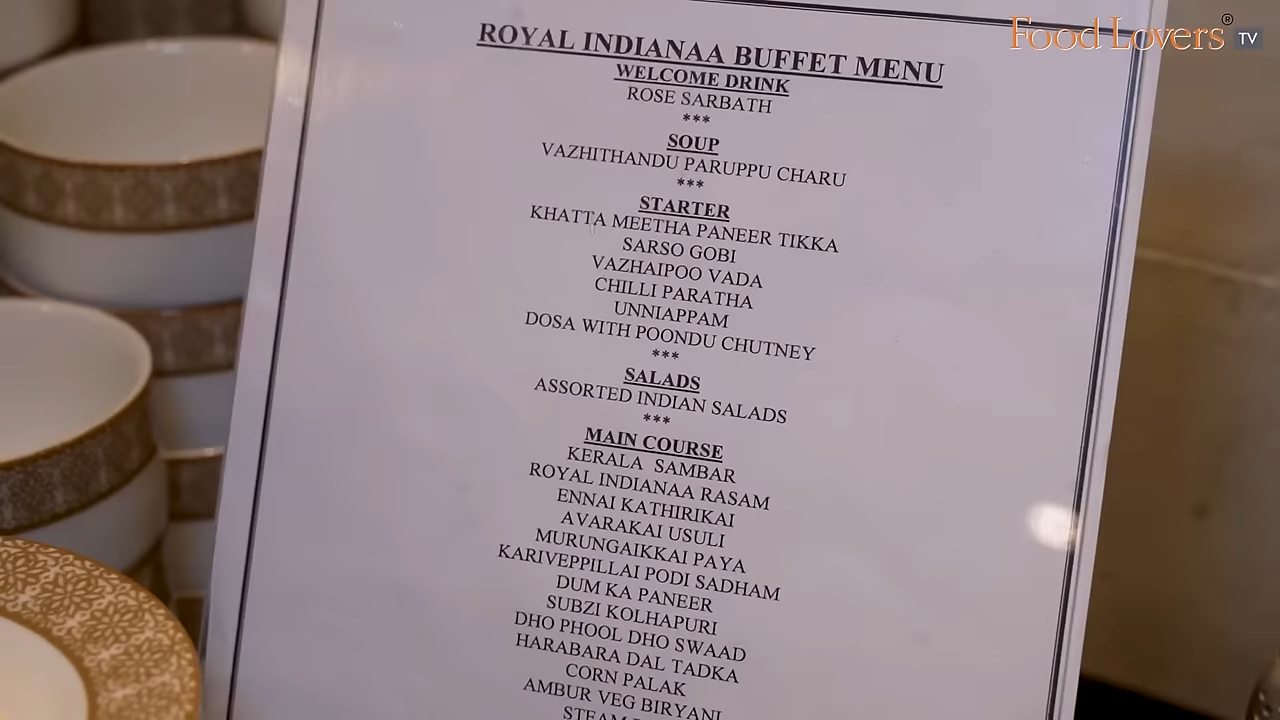 Food Lovers® TV
ROYAL INDIANAA BUFFET MENU
WELCOME DRINK
ROSE SARBATH
***
SOUP
VAZHITHANDU PARUPPU CHARU
***
STARTER
KHATTA MEETHA PANEER TIKKA
SARSO GOBI
VAZHAIPOO VADA
CHILLI PARATHA
UNNIAPPAM
DOSA WITH POONDU CHUTNEY
***
SALADS
ASSORTED INDIAN SALADS
***
MAIN COURSE
KERALA SAMBAR
ROYAL INDIANAA RASAM
ENNAI KATHIRIKAI
AVARAKAI USULI
MURUNGAIKKAI PAYA
KARIVEPPILLAI PODI SADHAM
DUM KA PANEER
SUBZI KOLHAPURI
DHO PHOOL DHO SWAAD
HARABARA DAL TADKA
CORN PALAK
AMBUR VEG BIRYANI
STEAM